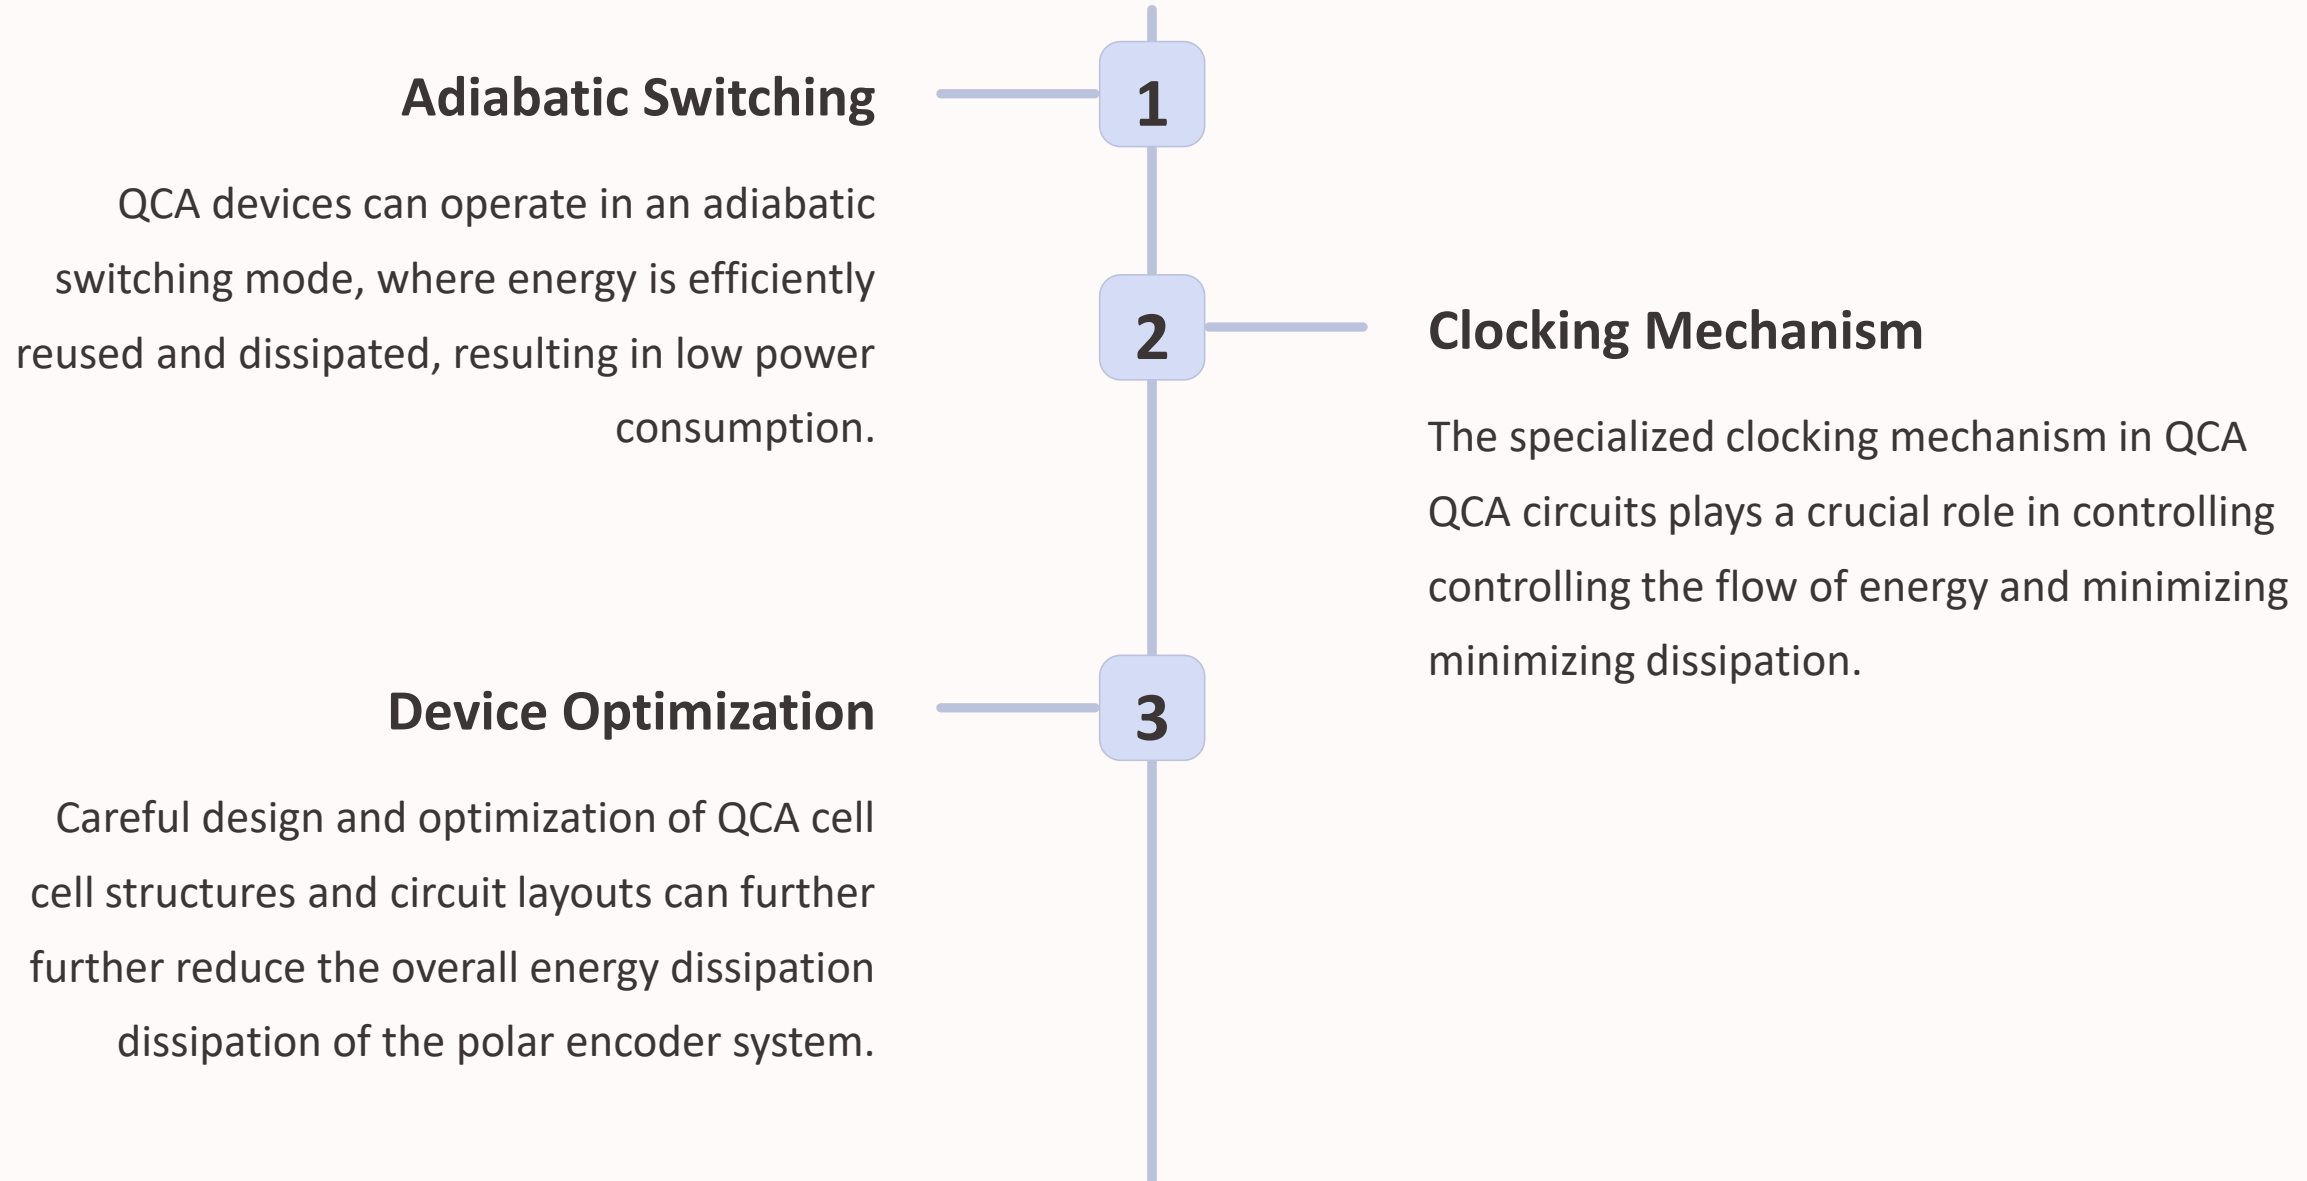 Adiabatic Switching
1
QCA devices can operate in an adiabatic
switching mode, where energy is efficiently
reused and dissipated, resulting in low power
consumption.
2
Clocking Mechanism
The specialized clocking mechanism in QCA
QCA circuits plays a crucial role in controlling
controlling the flow of energy and minimizing
minimizing dissipation.
Device Optimization
3
Careful design and optimization of QCA cell
cell structures and circuit layouts can further
further reduce the overall energy dissipation
dissipation of the polar encoder system.